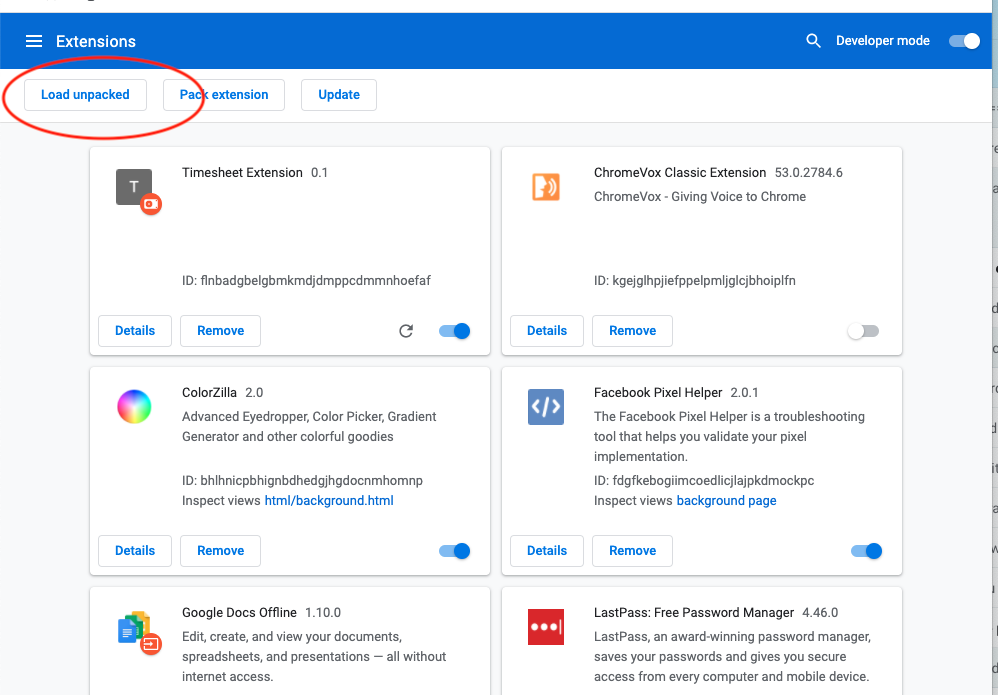 Extensions
Developer mode
Load unpacked
Pack extension
Update
T
Timesheet Extension 0.1
ID: flnbadgbelgbmkmdjdmppcdmmnhoefaf
Details
Remove
ChromeVox Classic Extension 53.0.2784.6
ChromeVox - Giving Voice to Chrome
ID: kgejglhpjiefppelpmljglcjbhoiplfn
Details
Remove
ColorZilla 2.0
Advanced Eyedropper, Color Picker, Gradient
Generator and other colorful goodies
ID: bhlhnicpbhignbdhedgjhgdocnmhomnp
Inspect views html/background.html
Details
Remove
Facebook Pixel Helper 2.0.1
The Facebook Pixel Helper is a troubleshooting
tool that helps you validate your pixel
implementation.
ID: fdgfkebogiimcoedlicjlajpkdmockpc
Inspect views background page
Details
Remove
Google Docs Offline 1.10.0
Edit, create, and view your documents,
spreadsheets, and presentations — all without
internet access.
LastPass: Free Password Manager 4.46.0
LastPass, an award-winning password manager,
saves your passwords and gives you secure
access from every computer and mobile device.